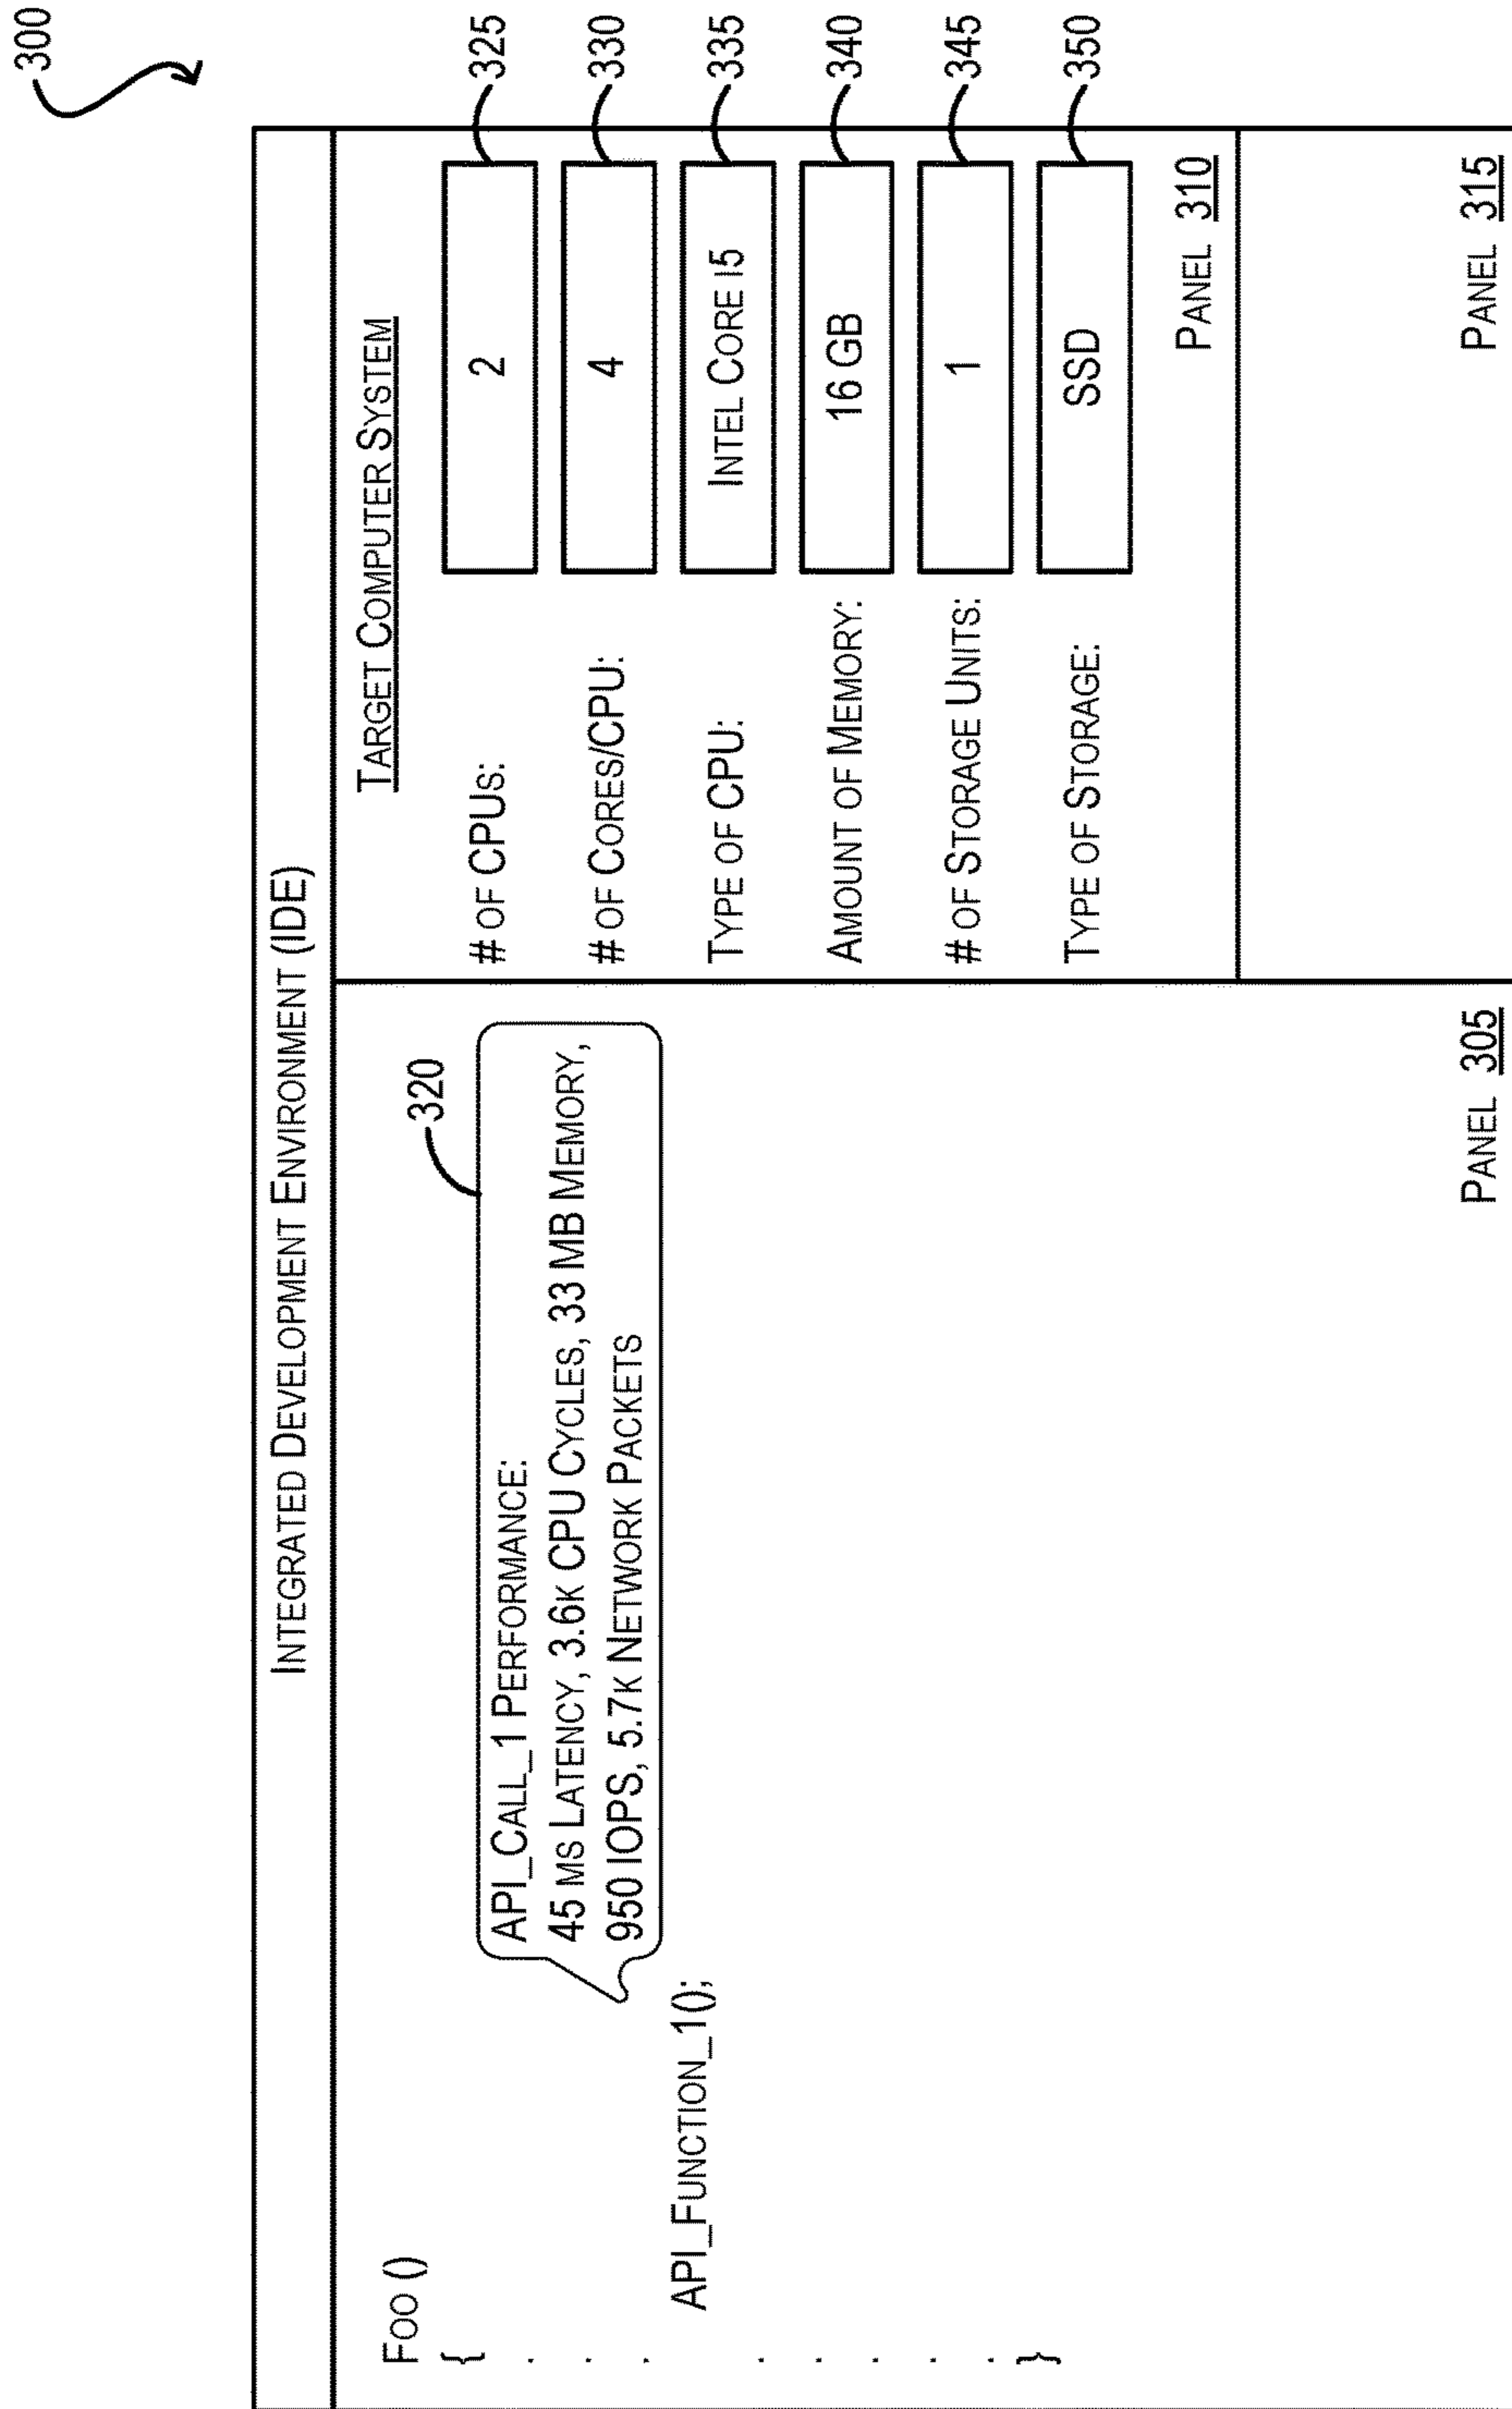 300
INTEGRATED DEVELOPMENT ENVIRONMENT (IDE)
FOO ()
{
.
.
.
320
API_CALL_1 PERFORMANCE:
45 MS LATENCY, 3.6K CPU CYCLES, 33 MB MEMORY,
950 IOPS, 5.7K NETWORK PACKETS
API_FUNCTION_1();
.
.
.
.
.
}
PANEL 305
TARGET COMPUTER SYSTEM
# OF CPUS: 2 325
# OF CORES/CPU: 4 330
TYPE OF CPU: INTEL CORE I5 335
AMOUNT OF MEMORY: 16 GB 340
# OF STORAGE UNITS: 1 345
TYPE OF STORAGE: SSD 350
PANEL 310
PANEL 315